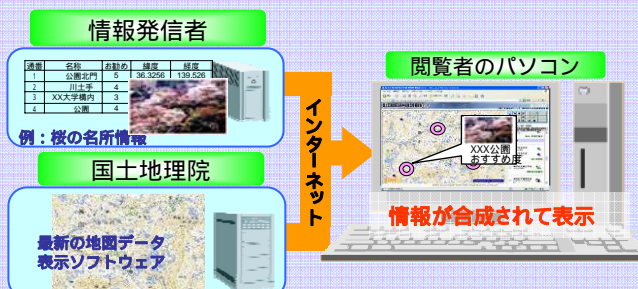 情報発信者
通番 名称 お勧め 緯度 経度
1 公園北門 5 36.3256 139.526
2 川土手 4
3 XX大学構内 3
4 公園 4
例：桜の名所情報
国土地理院
最新の地図データ
表示ソフトウェア
インターネット
閲覧者のパソコン
XXX公園
おすすめ度
情報が合成されて表示